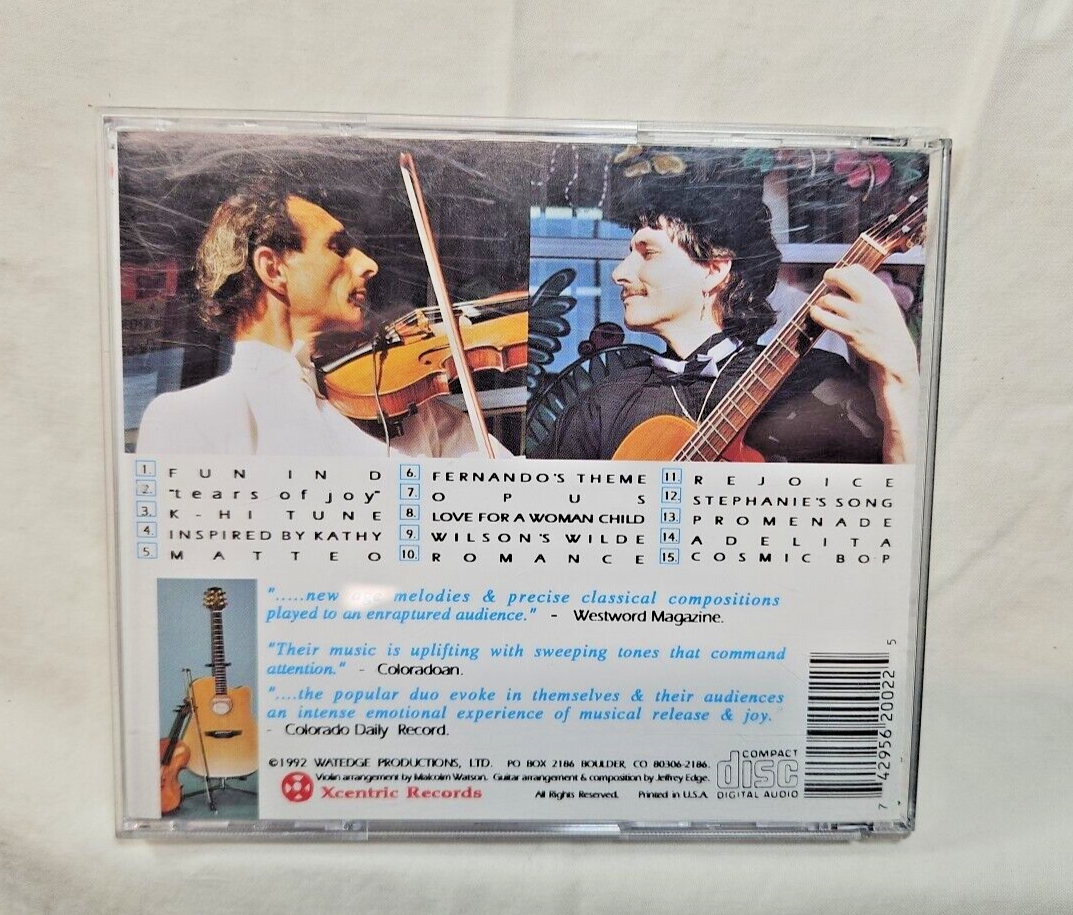 1. FUN IN D
2. "tears of joy"
3. K-HI TUNE
4. INSPIRED BY KATHY
5. MATTEO
6. FERNANDO'S THEME
7. OPUS
8. LOVE FOR A WOMAN CHILD
9. WILSON'S WILDE
10. ROMANCE
11. REJOICE
12. STEPHANIE'S SONG
13. PROMENADE
14. ADELITA
15. COSMIC BOP
".....new age melodies & precise classical compositions
played to an enraptured audience." - Westword Magazine.
"Their music is uplifting with sweeping tones that command
attention." - Coloradoan.
"....the popular duo evoke in themselves & their audiences
an intense emotional experience of musical release & joy."
- Colorado Daily Record.
©1992 WATEDGE PRODUCTIONS, LTD. PO BOX 2186 BOULDER, CO 80306-2186.
Violin arrangement by Malcolm Watson. Guitar arrangement & composition by Jeffrey Edge.
Xcentric Records All Rights Reserved. Printed in U.S.A.
COMPACT
disc
DIGITAL AUDIO
7 42956 20022 5